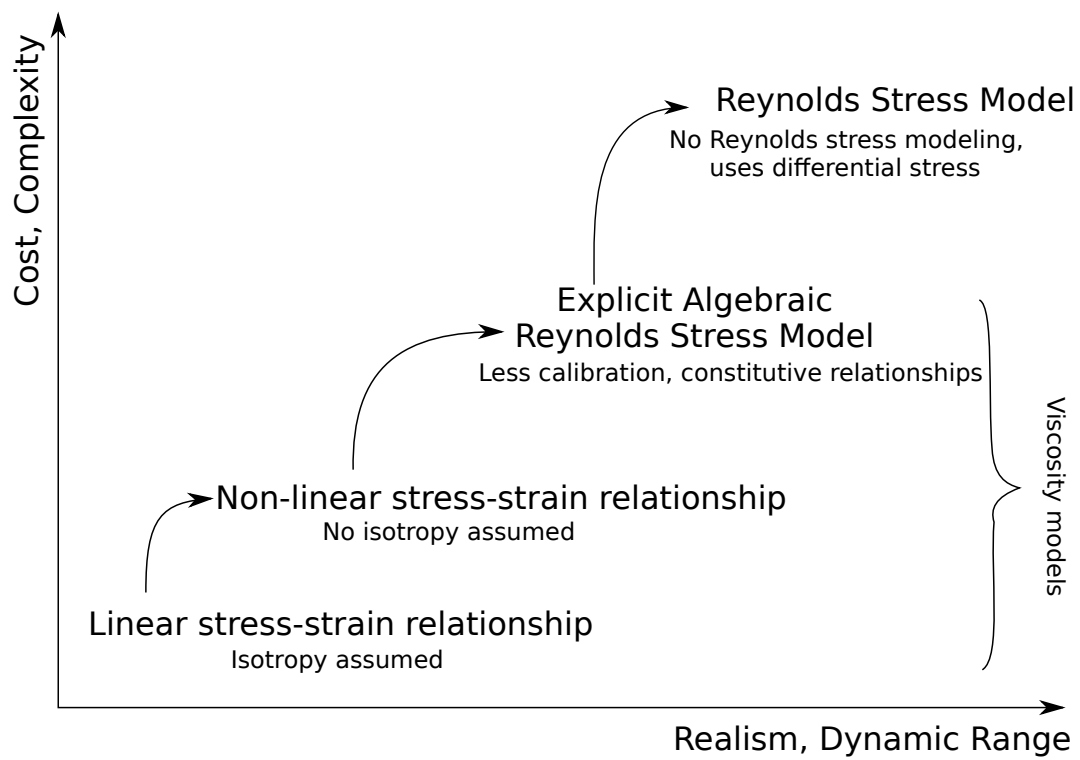 Cost, Complexity
Reynolds Stress Model
No Reynolds stress modeling,
uses differential stress
Explicit Algebraic
Reynolds Stress Model
Less calibration, constitutive relationships
Viscosity models
Non-linear stress-strain relationship
No isotropy assumed
Linear stress-strain relationship
Isotropy assumed
Realism, Dynamic Range